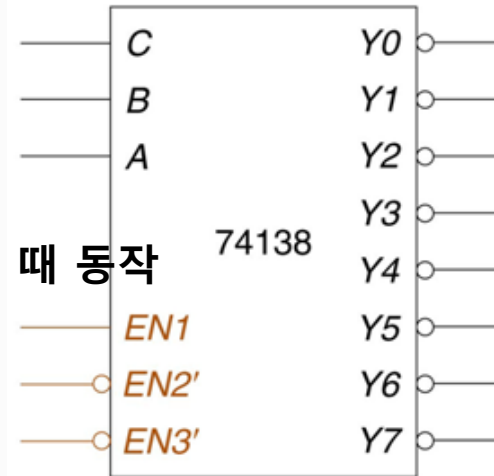 C Y0
B Y1
A Y2
Y3
74138
때 동작 Y4
EN1 Y5
EN2' Y6
EN3' Y7